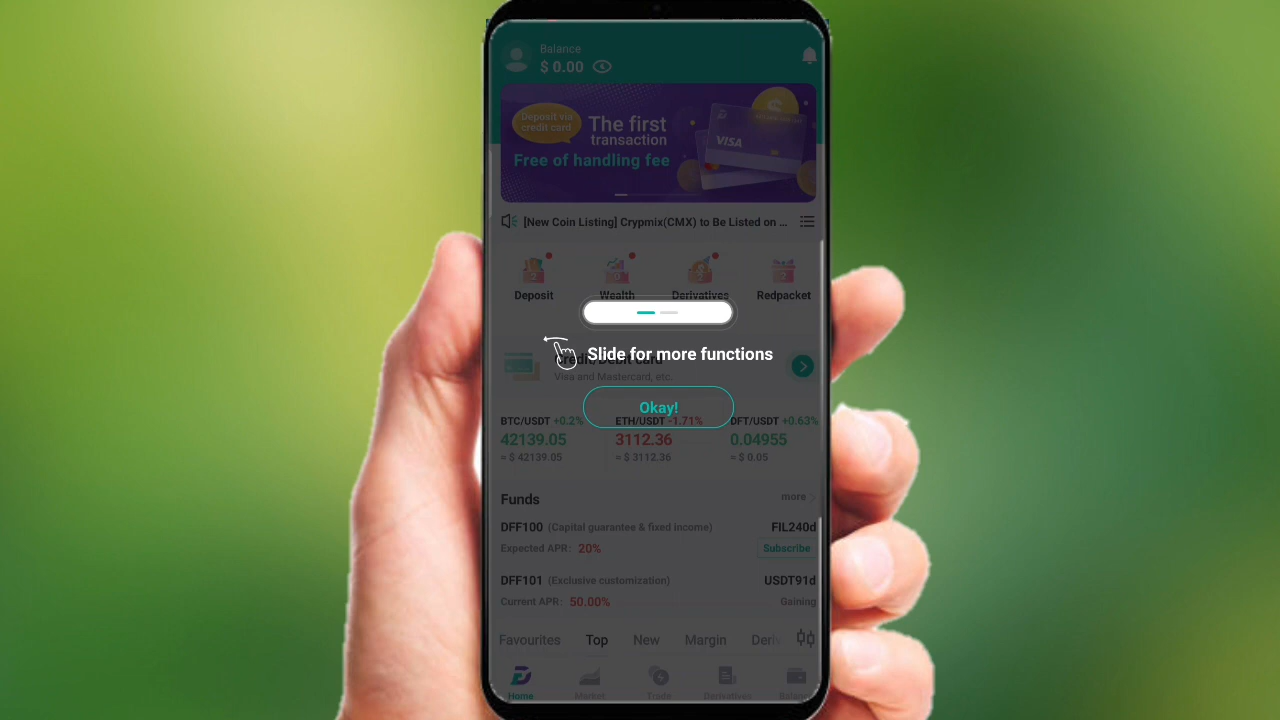 Balance
$ 0.00
Deposit via
credit card
The first
transaction
Free of handling fee
VISA
[New Coin Listing] Crypmix(CMX) to Be Listed on ...
Deposit Wealth Derivatives Redpacket
Slide for more functions
Credit/Debit card
Visa and Mastercard, etc.
Okay!
BTC/USDT +0.2% ETH/USDT -1.71% DFT/USDT +0.63%
42139.05 3112.36 0.04955
≈ $ 42139.05 ≈ $ 3112.36 ≈ $ 0.05
Funds more
DFF100 (Capital guarantee & fixed income) FIL240d
Expected APR: 20% Subscribe
DFF101 (Exclusive customization) USDT91d
Current APR: 50.00% Gaining
Favourites Top New Margin Deriv
Home Market Trade Derivatives Balance